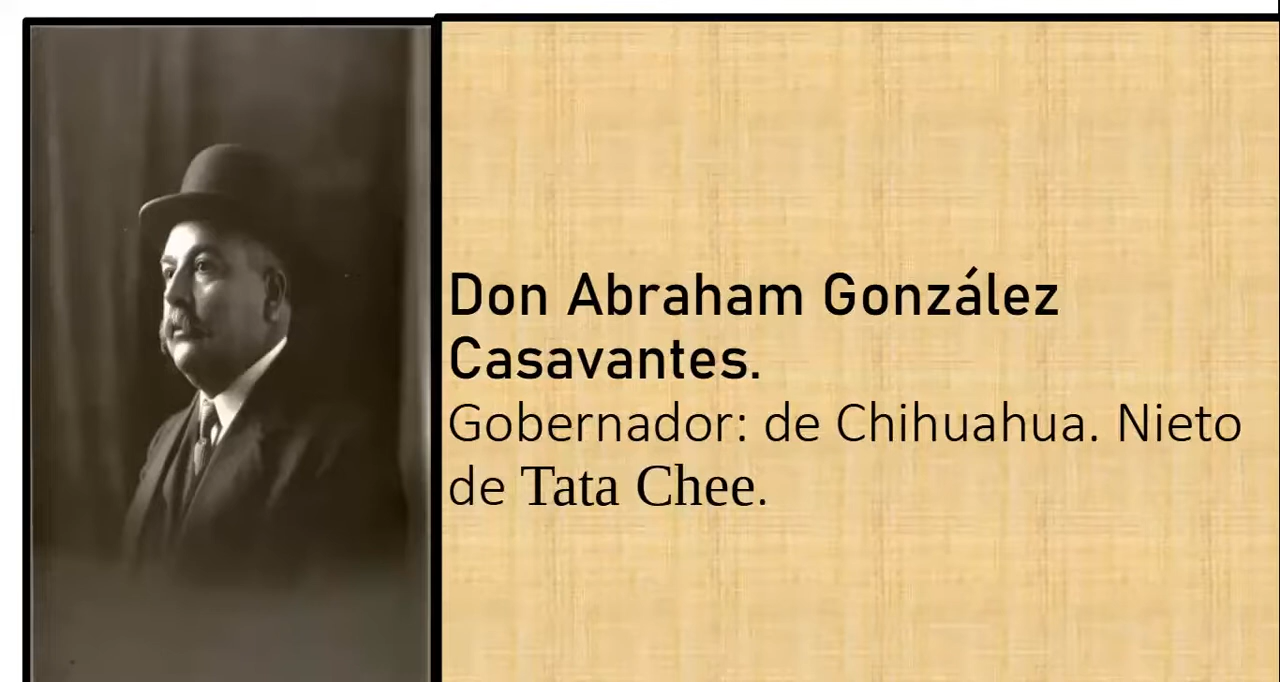 Don Abraham González
Casavantes.
Gobernador: de Chihuahua. Nieto
de Tata Chee.